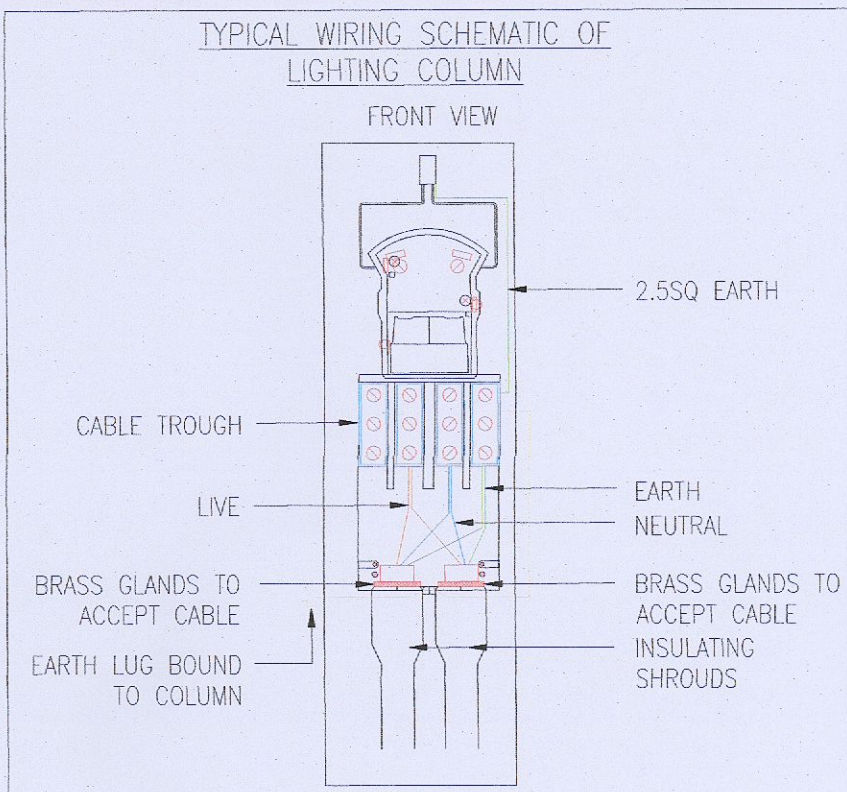 TYPICAL WIRING SCHEMATIC OF
LIGHTING COLUMN
FRONT VIEW
2.5SQ EARTH
CABLE TROUGH
LIVE
EARTH
NEUTRAL
BRASS GLANDS TO
ACCEPT CABLE
BRASS GLANDS TO
ACCEPT CABLE
EARTH LUG BOUND
TO COLUMN
INSULATING
SHROUDS